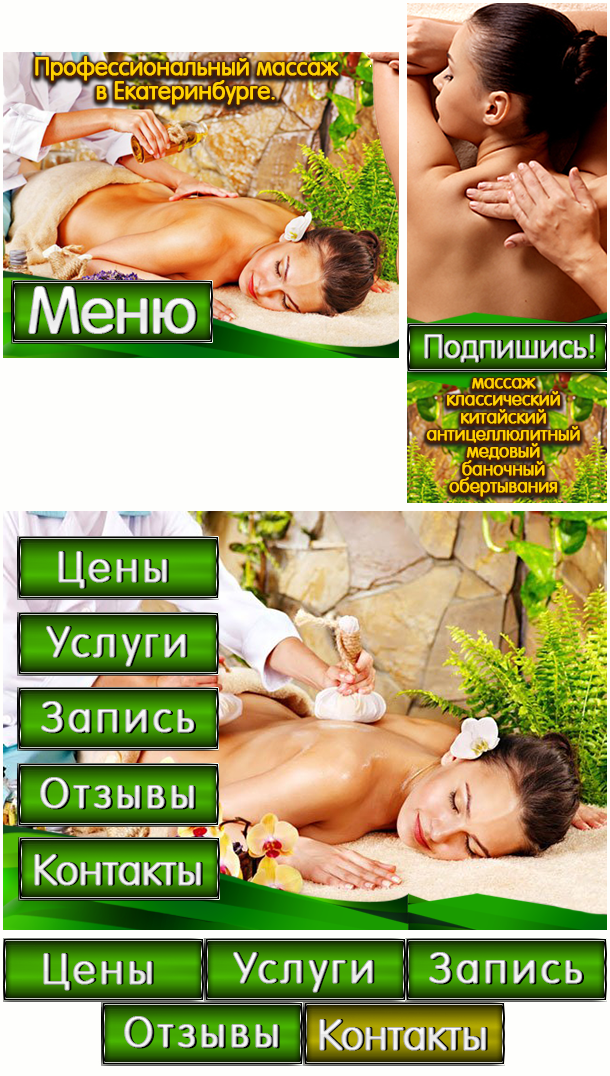 Профессиональный массаж
в Екатеринбурге.
Меню
Подпишись!
массаж
классический
китайский
антицеллюлитный
медовый
баночный
обертывания
Цены
Услуги
Запись
Отзывы
Контакты
Цены
Услуги
Запись
Отзывы
Контакты